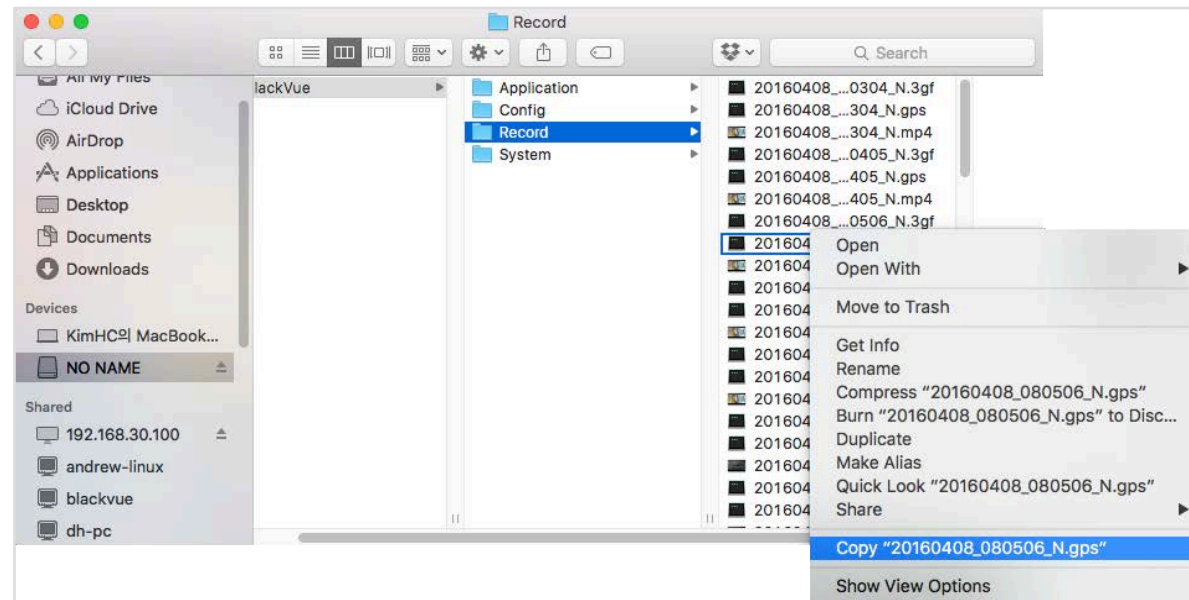 Record
Search
All My Files
iCloud Drive
AirDrop
Applications
Desktop
Documents
Downloads
Devices
KimHC의 MacBook...
NO NAME
Shared
192.168.30.100
andrew-linux
blackvue
dh-pc
lackVue
Application
Config
Record
System
20160408_...0304_N.3gf
20160408_...304_N.gps
20160408_...304_N.mp4
20160408_...0405_N.3gf
20160408_...405_N.gps
20160408_...405_N.mp4
20160408_...0506_N.3gf
201604
201604
201604
201604
201604
201604
201604
201604
201604
201604
201604
201604
201604
Open
Open With
Move to Trash
Get Info
Rename
Compress “20160408_080506_N.gps”
Burn “20160408_080506_N.gps” to Disc...
Duplicate
Make Alias
Quick Look “20160408_080506_N.gps”
Share
Copy “20160408_080506_N.gps”
Show View Options